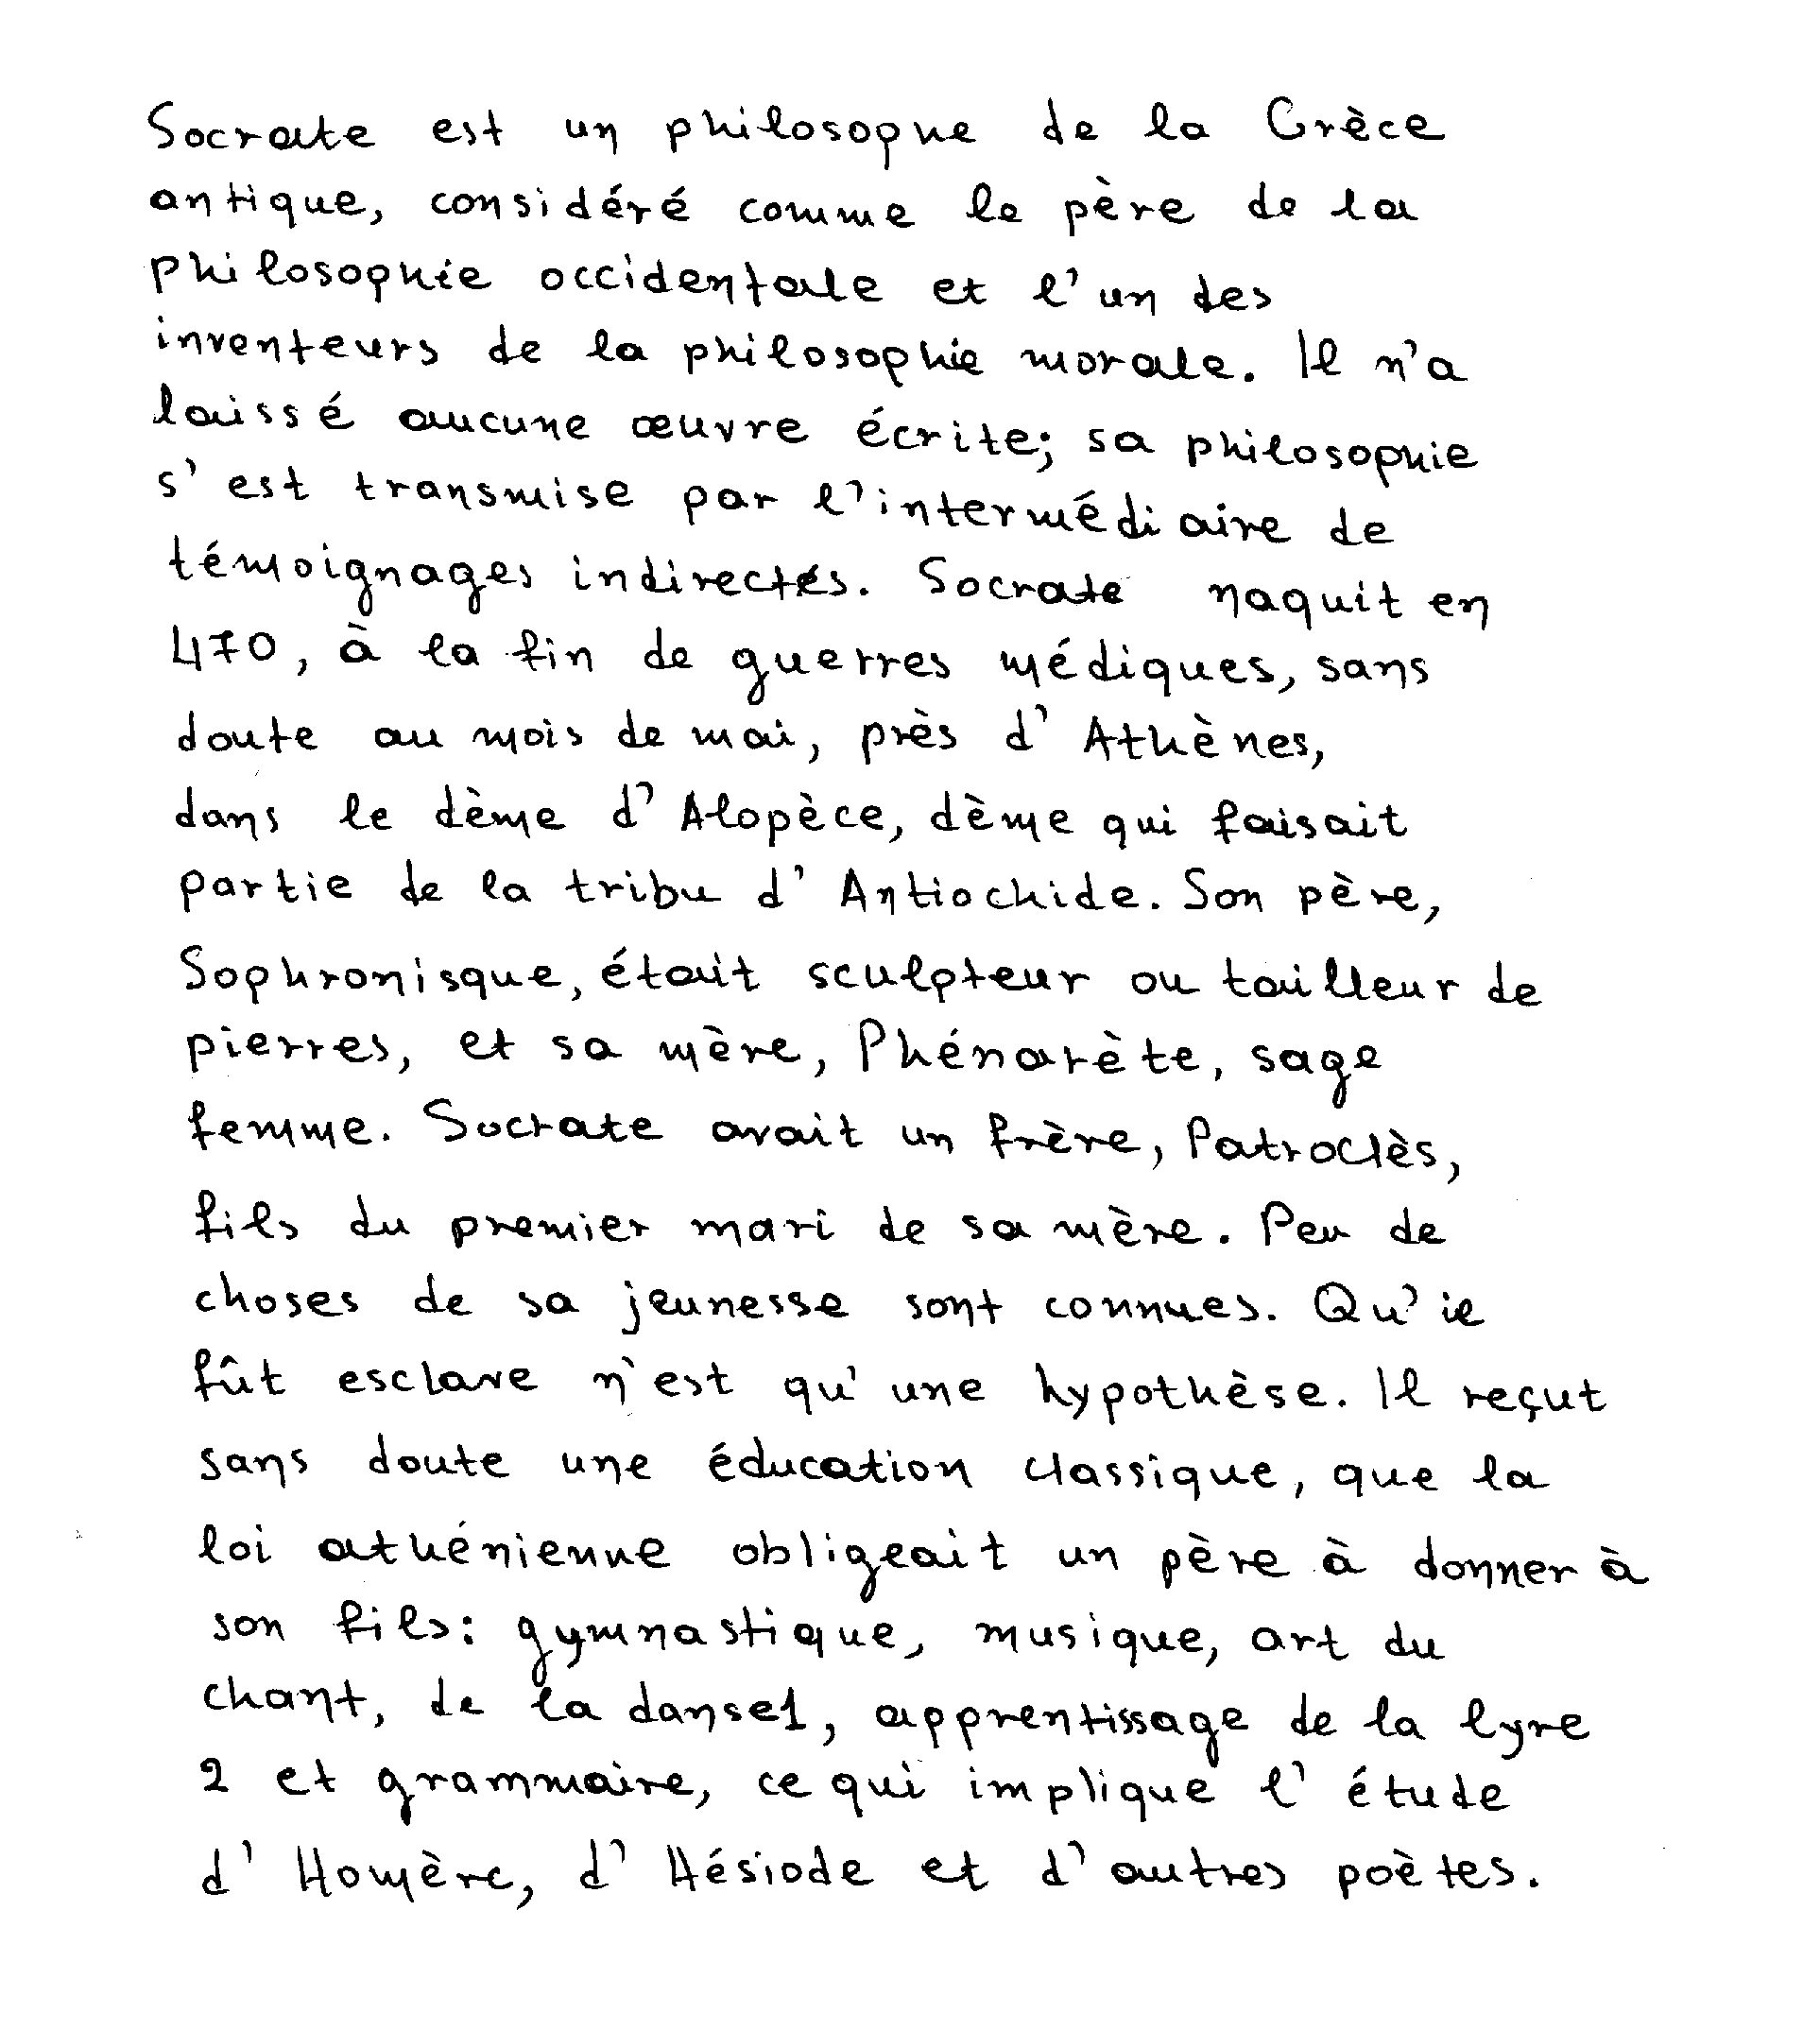 Socrate est un philosophe de la Grèce
antique, considéré comme le père de la
philosophie occidentale et l'un des
inventeurs de la philosophie morale. Il n'a
laissé aucune œuvre écrite; sa philosophie
s'est transmise par l'intermédiaire de
témoignages indirectes. Socrate naquit en
470, à la fin de guerres médiques, sans
doute au mois de mai, près d'Athènes,
dans le dème d'Alopèce, dème qui faisait
partie de la tribu d'Antiochide. Son père,
Sophronisque, était sculpteur ou tailleur de
pierres, et sa mère, Phénarète, sage
femme. Socrate avait un frère, Patroclès,
fils du premier mari de sa mère. Peu de
choses de sa jeunesse sont connues. Qu'il
fût esclave n'est qu'une hypothèse. Il reçut
sans doute une éducation classique, que la
loi athénienne obligeait un père à donner à
son fils: gymnastique, musique, art du
chant, de la danse1, apprentissage de la lyre
2 et grammaire, ce qui implique l'étude
d'Homère, d'Hésiode et d'autres poètes.